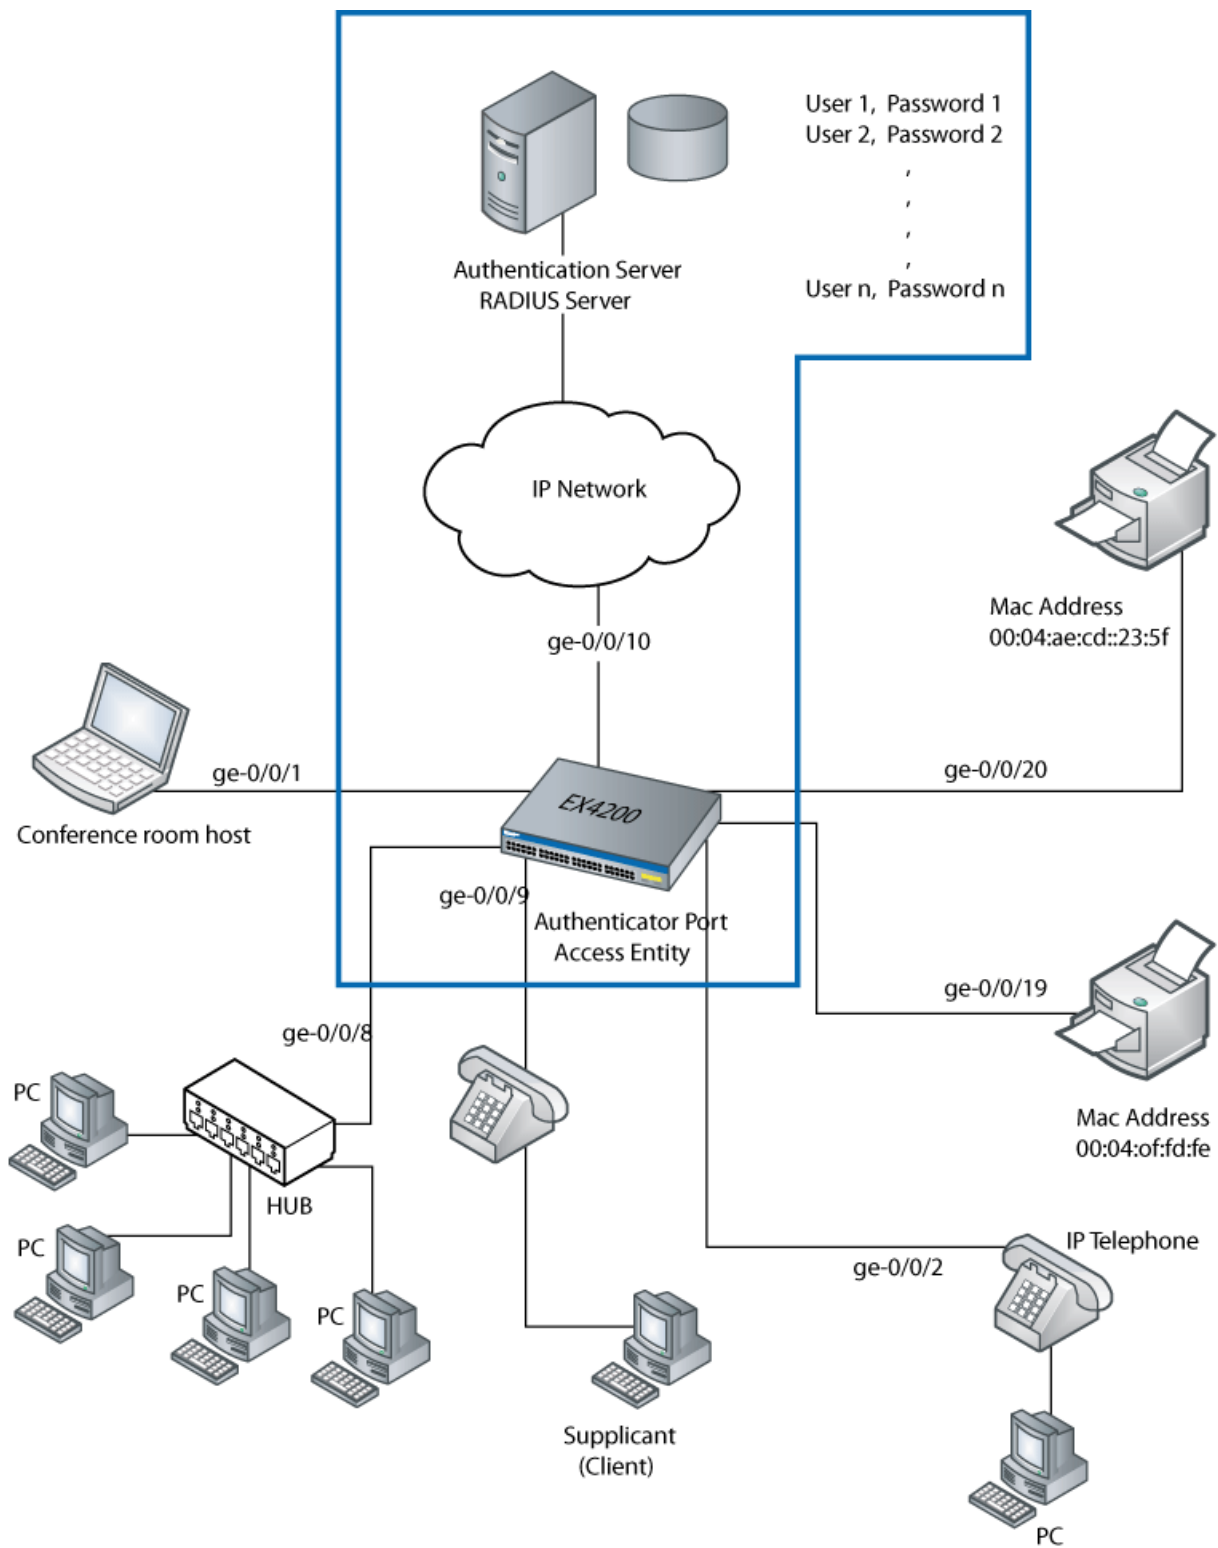 User 1, Password 1
User 2, Password 2
,
,
,
,
User n, Password n
Authentication Server
RADIUS Server
IP Network
Mac Address
00:04:ae:cd::23:5f
ge-0/0/10
ge-0/0/1
ge-0/0/20
Conference room host
EX4200
ge-0/0/9
Authenticator Port
Access Entity
ge-0/0/19
ge-0/0/8
PC
Mac Address
00:04:of:fd:fe
HUB
PC
IP Telephone
ge-0/0/2
PC
PC
Supplicant
(Client)
PC